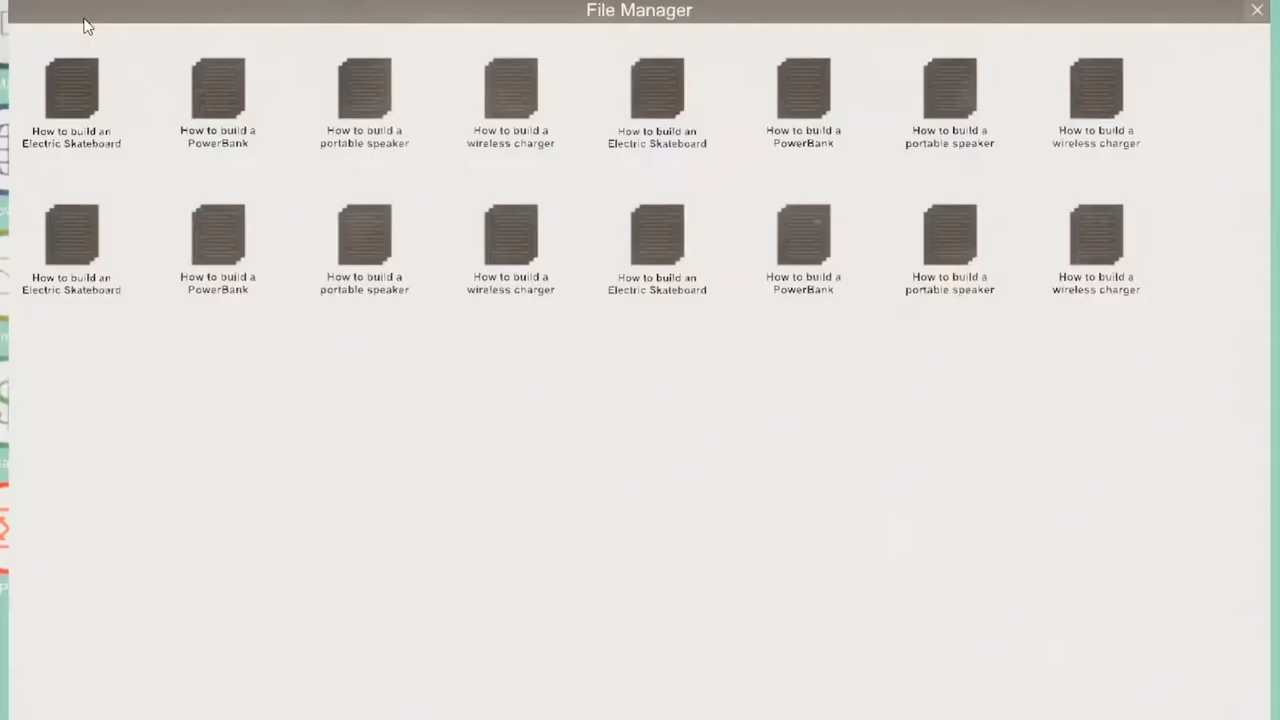 File Manager
How to build an
Electric Skateboard
How to build a
PowerBank
How to build a
portable speaker
How to build a
wireless charger
How to build an
Electric Skateboard
How to build a
PowerBank
How to build a
portable speaker
How to build a
wireless charger
How to build an
Electric Skateboard
How to build a
PowerBank
How to build a
portable speaker
How to build a
wireless charger
How to build an
Electric Skateboard
How to build a
PowerBank
How to build a
portable speaker
How to build a
wireless charger